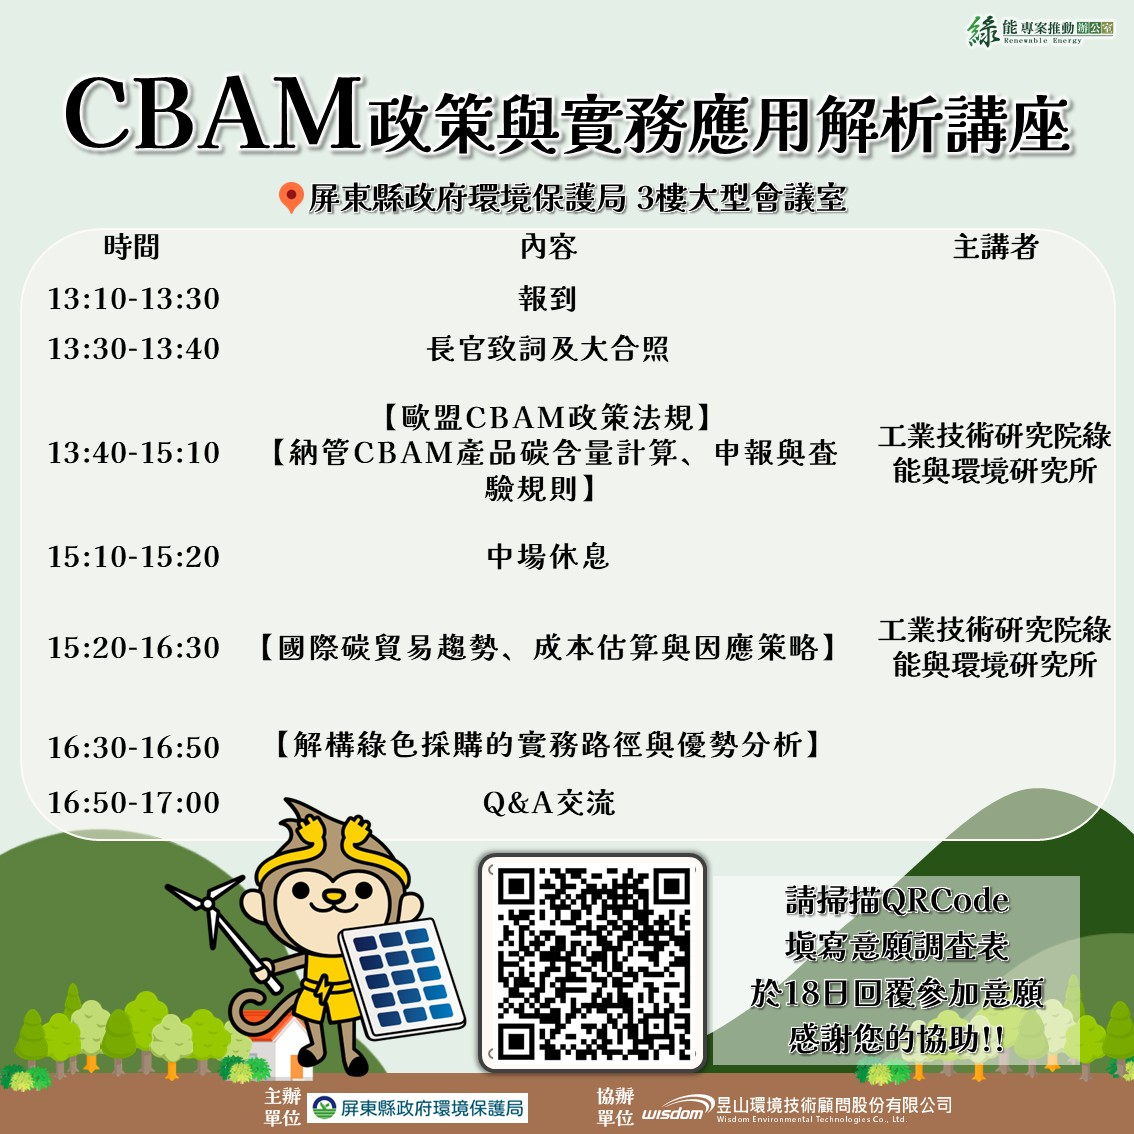 綠能專案推動辦公室
Renewable Energy
CBAM政策與實務應用解析講座
屏東縣政府環境保護局 3樓大型會議室
時間 內容 主講者
13:10-13:30 報到
13:30-13:40 長官致詞及大合照
【歐盟CBAM政策法規】
13:40-15:10 【納管CBAM產品碳含量計算、申報與查
驗規則】
工業技術研究院綠
能與環境研究所
15:10-15:20 中場休息
15:20-16:30 【國際碳貿易趨勢、成本估算與因應策略】
工業技術研究院綠
能與環境研究所
16:30-16:50 【解構綠色採購的實務路徑與優勢分析】
16:50-17:00 Q&A交流
請掃描QRCode
填寫意願調查表
於18日回覆參加意願
感謝您的協助!!
主辦
單位
屏東縣政府環境保護局
協辦
單位
wisdom
昱山環境技術顧問股份有限公司
Wisdom Environmental Technologies Co., Ltd.